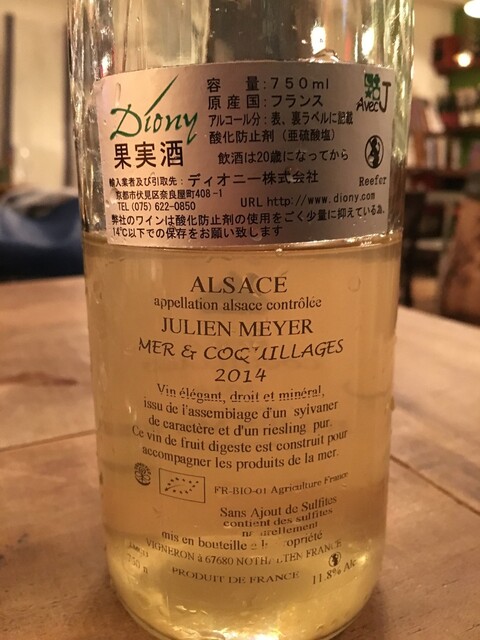 Diony
果実酒
容　量:750ml
原産国:フランス
アルコール分:表、裏ラベルに記載
酸化防止剤（亜硫酸塩）
飲酒は20歳になってから
AvecJ
Reefer
輸入業者及び引取先:ディオニー株式会社
京都市伏見区奈良屋町408-1
TEL(075)622-0850
URL http://www.diony.com
弊社のワインは酸化防止剤の使用をごく少量に抑えている為、
14℃以下での保存をお願い致します
ALSACE
appellation alsace contrôlée
JULIEN MEYER
MER & COQUILLAGES
2014
Vin élégant, droit et minéral,
issu de l'assemblage d'un sylvaner
de caractère et d'un riesling pur.
Ce vin de fruit digeste est construit pour
accompagner les produits de la mer.
FR-BIO-01 Agriculture France
Sans Ajout de Sulfites
contient des sulfites
mis en bouteille à la propriété
VIGNERON à 67680 NOTHALTEN FRANCE
PRODUIT DE FRANCE 11.8% Alc.